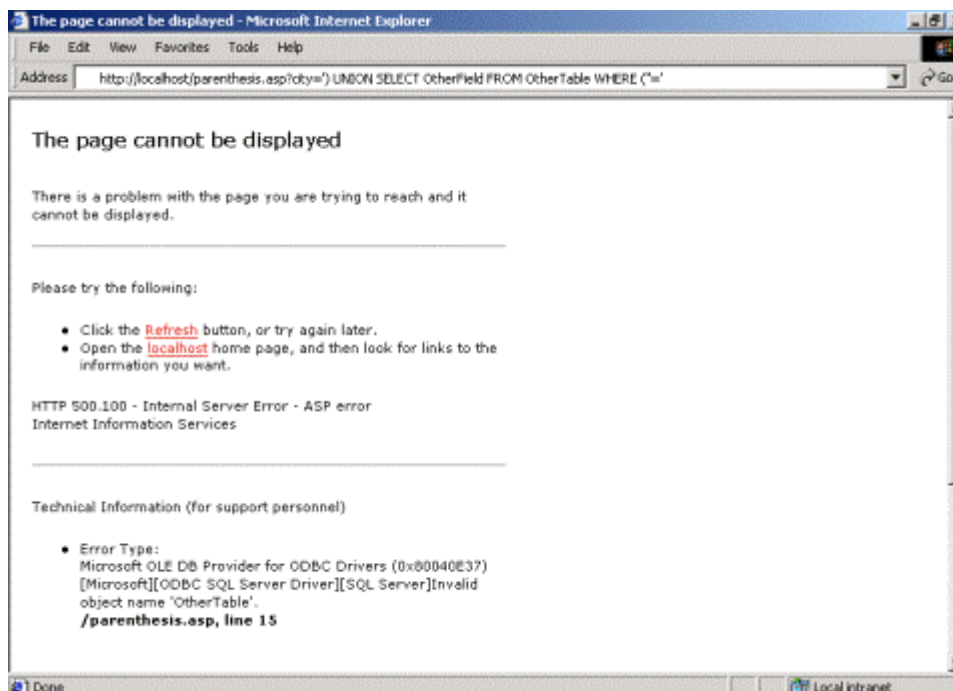 The page cannot be displayed - Microsoft Internet Explorer
File Edit View Favorites Tools Help
Address http://localhost/parenthesis.asp?city=') UNION SELECT OtherField FROM OtherTable WHERE (''='
Go
The page cannot be displayed
There is a problem with the page you are trying to reach and it
cannot be displayed.
Please try the following:
• Click the Refresh button, or try again later.
• Open the localhost home page, and then look for links to the
information you want.
HTTP 500.100 - Internal Server Error - ASP error
Internet Information Services
Technical Information (for support personnel)
• Error Type:
Microsoft OLE DB Provider for ODBC Drivers (0x80040E37)
[Microsoft][ODBC SQL Server Driver][SQL Server]Invalid
object name 'OtherTable'.
/parenthesis.asp, line 15
Done
Local intranet